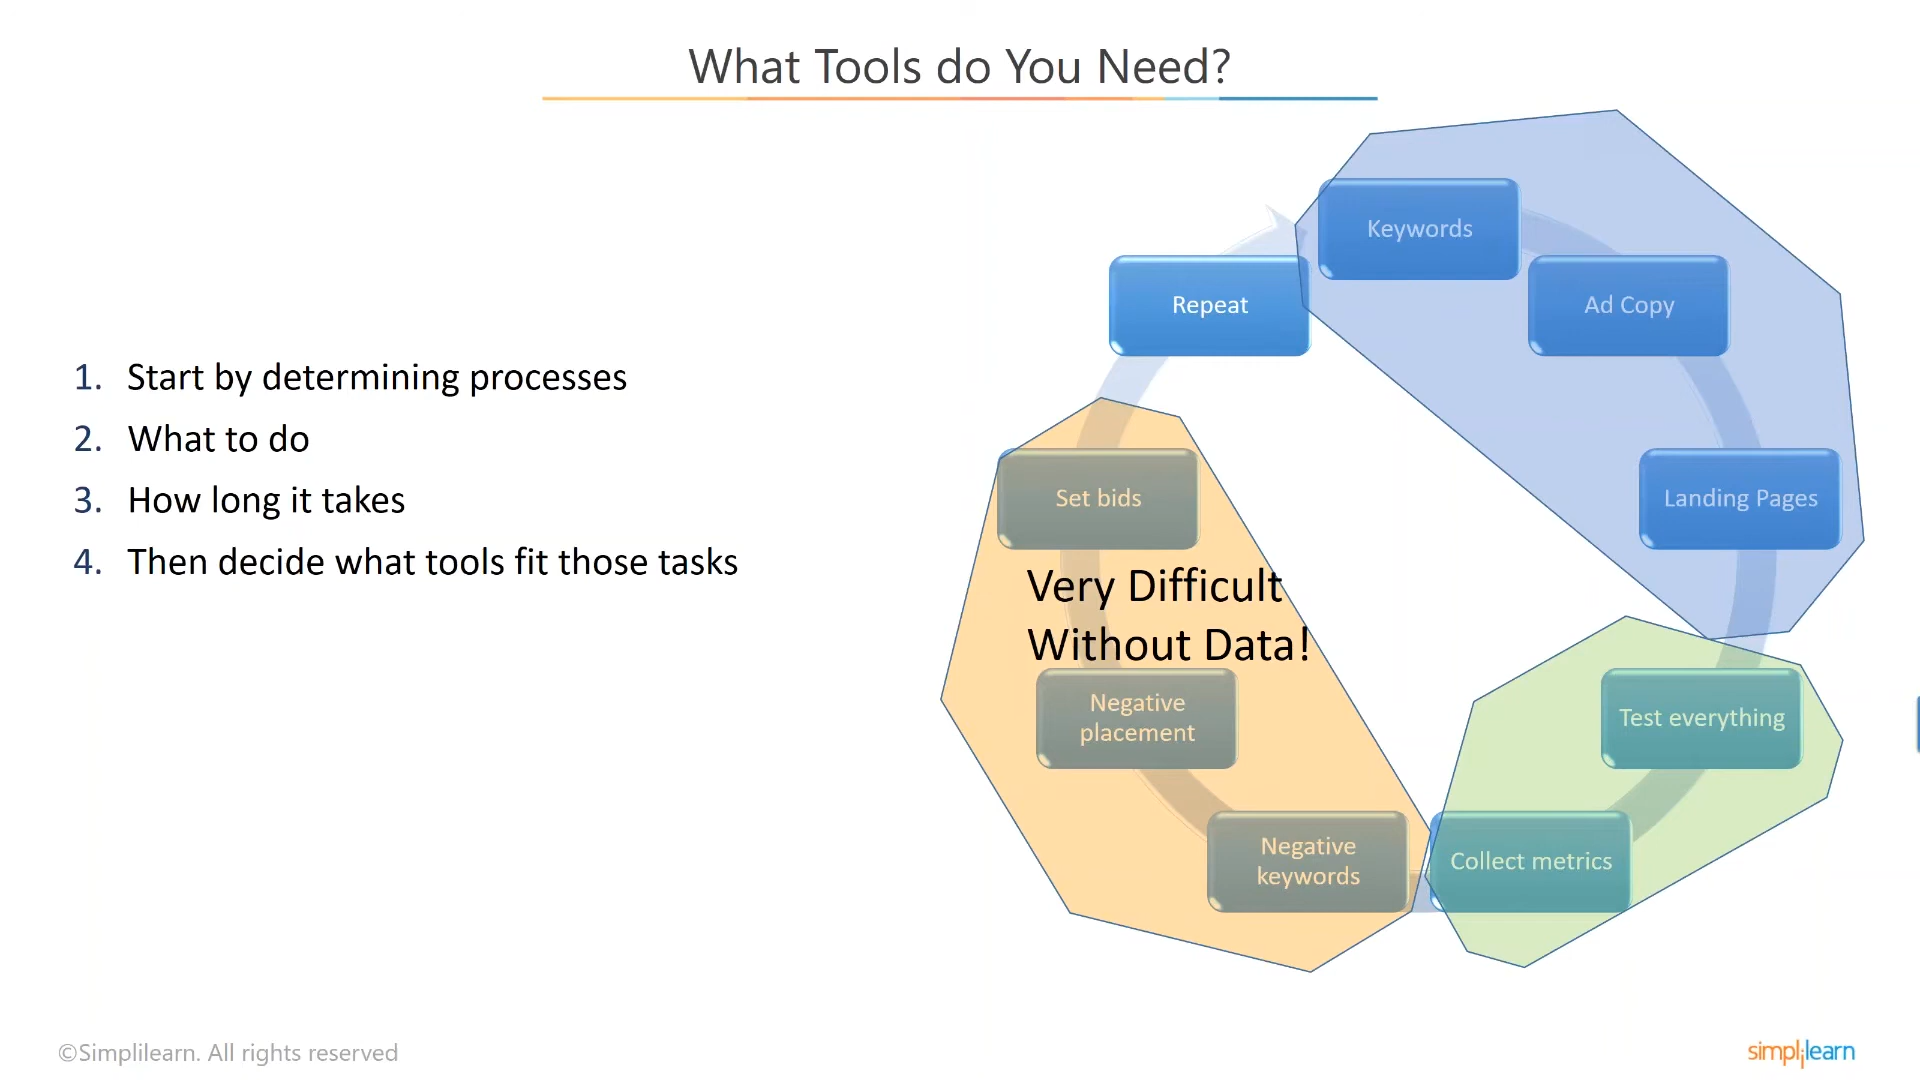 What Tools do You Need?
1. Start by determining processes
2. What to do
3. How long it takes
4. Then decide what tools fit those tasks
Keywords
Ad Copy
Landing Pages
Test everything
Collect metrics
Negative
keywords
Negative
placement
Very Difficult
Without Data!
Set bids
Repeat
©Simplilearn. All rights reserved
simplilearn